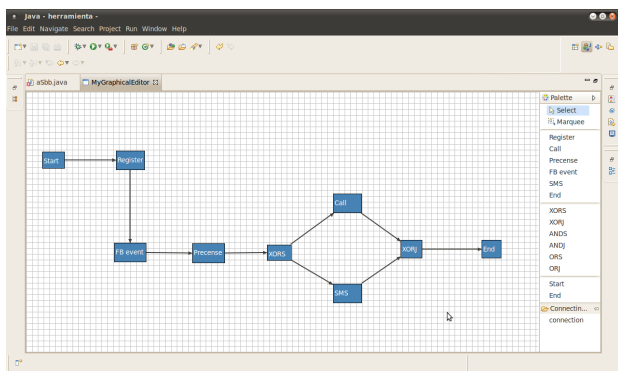 Java - herramienta -
File Edit Navigate Search Project Run Window Help
aSbb.java
MyGraphicalEditor
Palette
Select
Marquee
Register
Call
Precense
FB event
SMS
End
XORS
XORJ
ANDS
ANDJ
ORS
ORJ
Start
End
Connectin...
connection
Start
Register
Call
FB event
Precense
XORS
XORJ
End
SMS